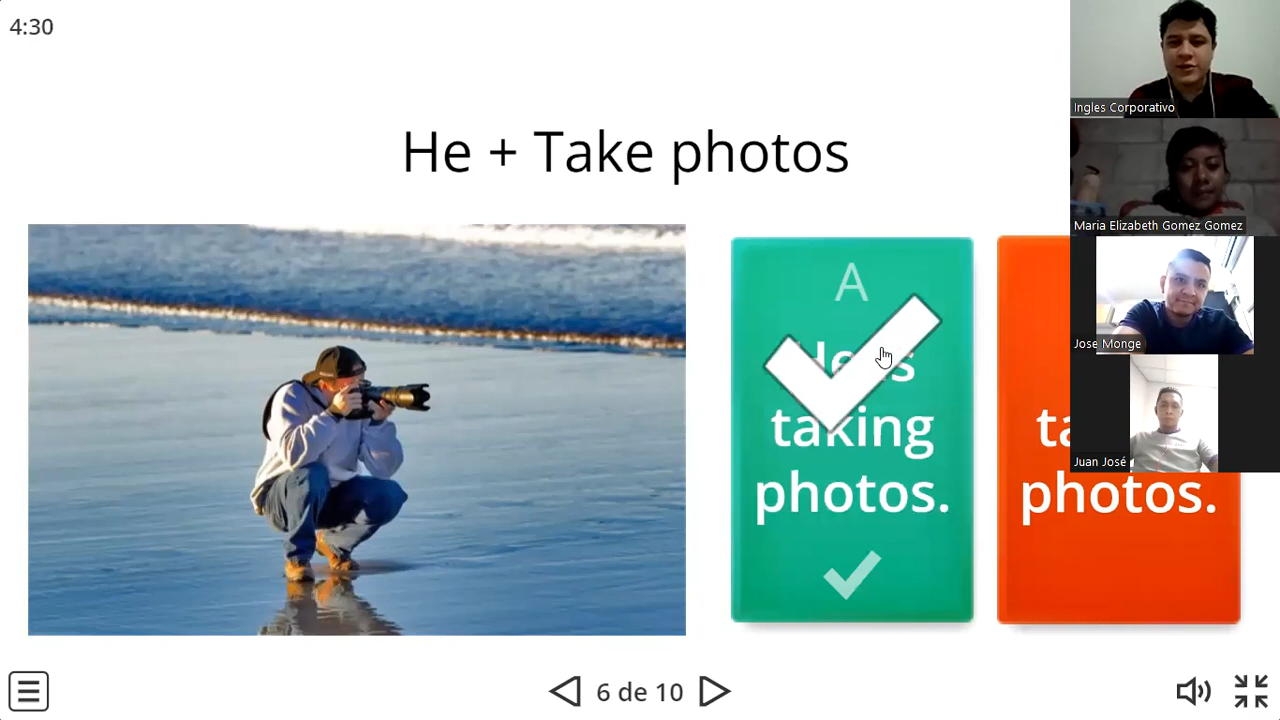 4:30
He + Take photos
A
taking
photos.
photos.
Ingles Corporativo
Maria Elizabeth Gomez Gomez
Jose Monge
Juan José
6 de 10